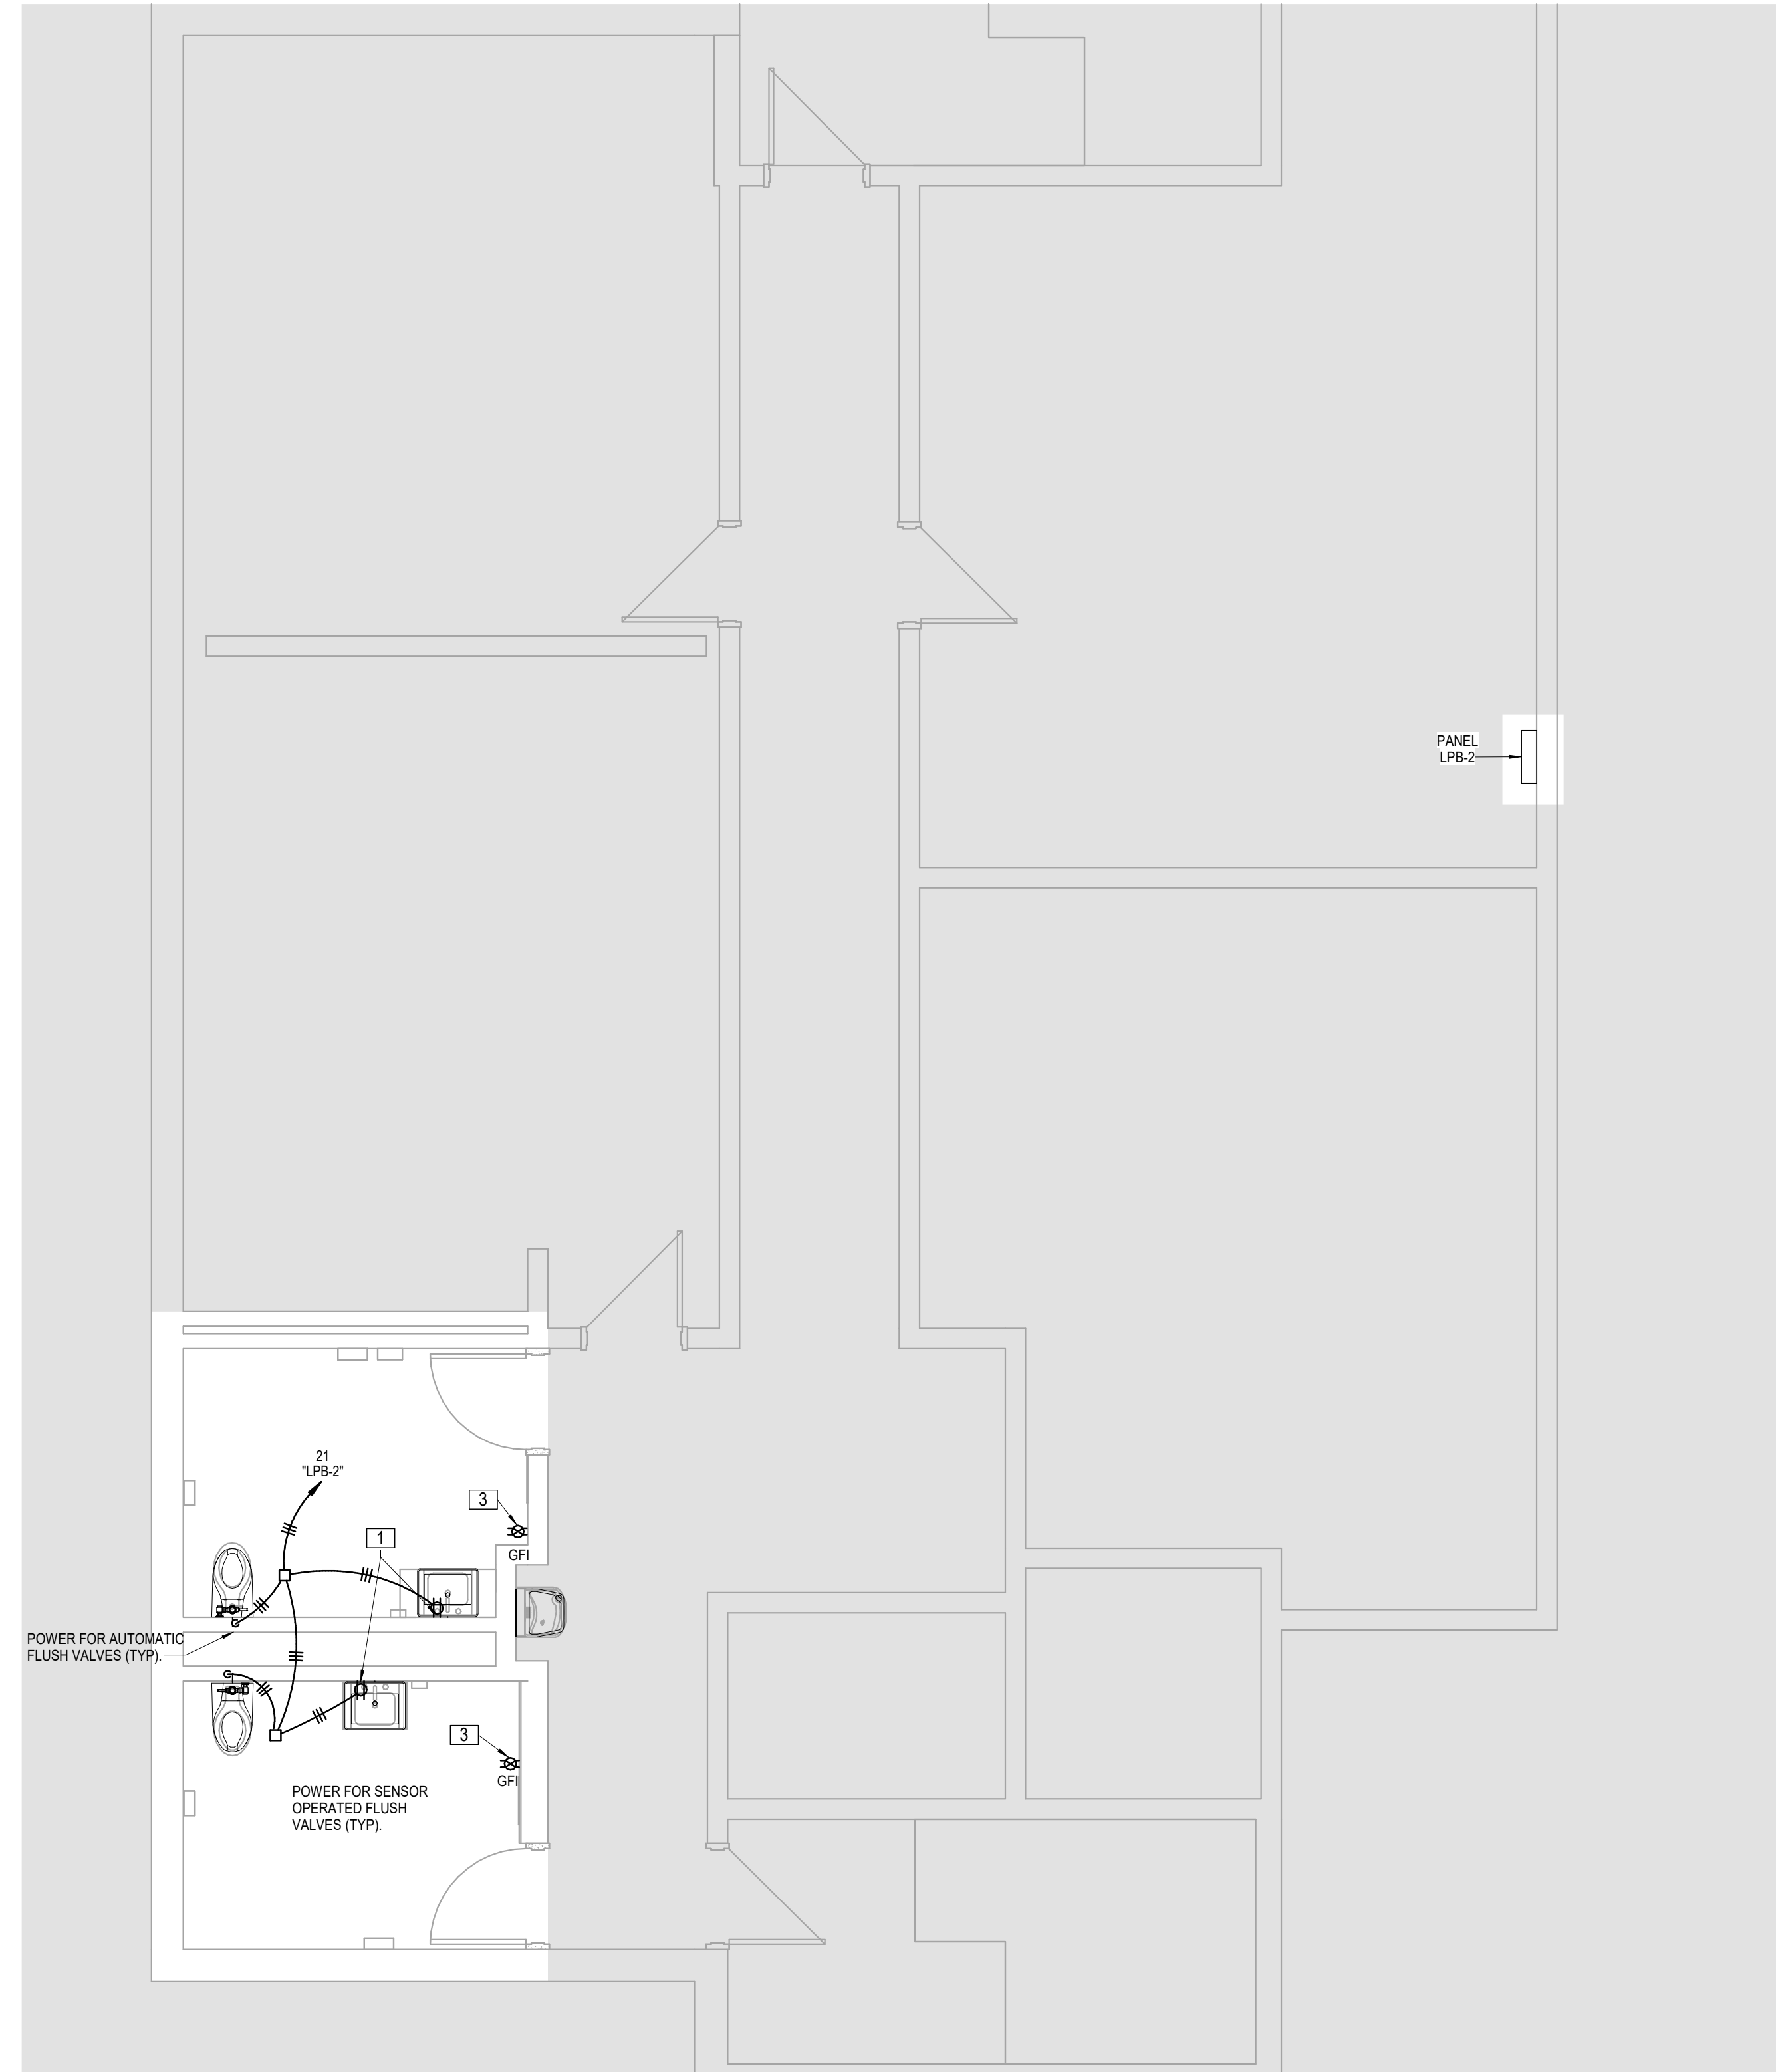 PANEL
LPB-2
21
"LPB-2"
3
1
GFI
POWER FOR AUTOMATIC
FLUSH VALVES (TYP).
3
GFI
POWER FOR SENSOR
OPERATED FLUSH
VALVES (TYP).